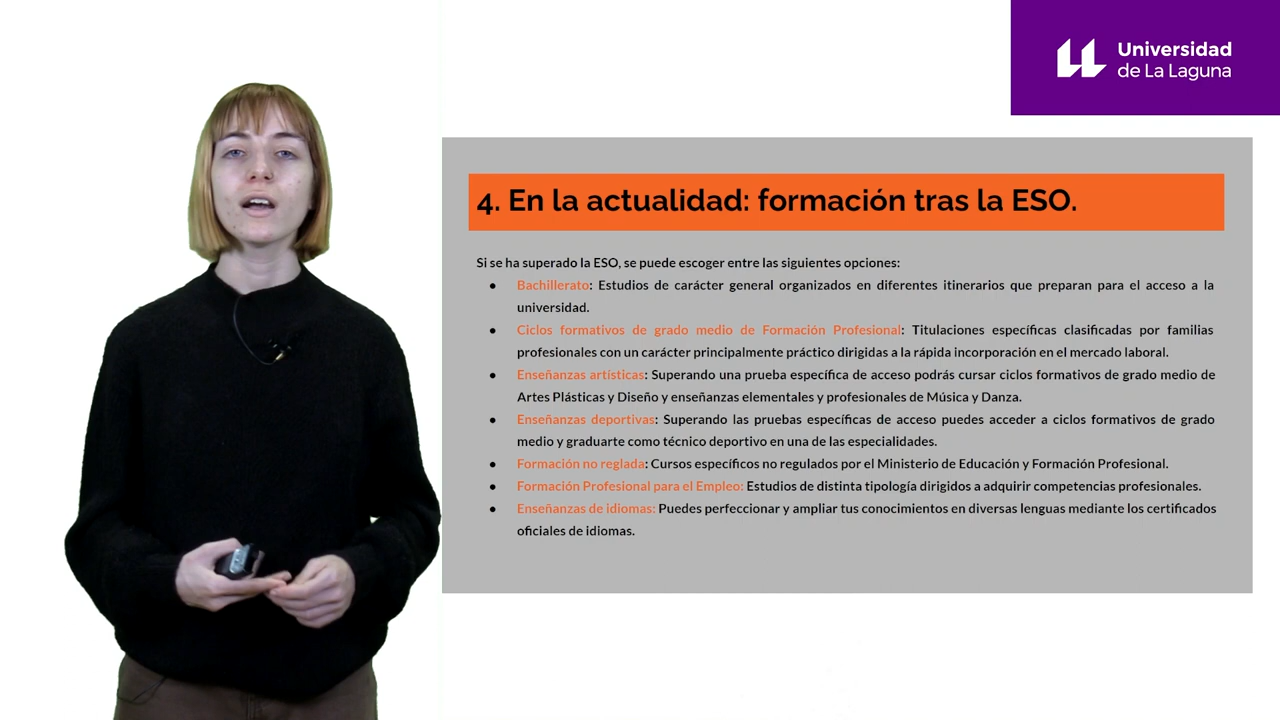 Universidad
de La Laguna
4. En la actualidad: formación tras la ESO.
Si se ha superado la ESO, se puede escoger entre las siguientes opciones:
● Bachillerato: Estudios de carácter general organizados en diferentes itinerarios que preparan para el acceso a la
universidad.
● Ciclos formativos de grado medio de Formación Profesional: Titulaciones específicas clasificadas por familias
profesionales con un carácter principalmente práctico dirigidas a la rápida incorporación en el mercado laboral.
● Enseñanzas artísticas: Superando una prueba específica de acceso podrás cursar ciclos formativos de grado medio de
Artes Plásticas y Diseño y enseñanzas elementales y profesionales de Música y Danza.
● Enseñanzas deportivas: Superando las pruebas específicas de acceso puedes acceder a ciclos formativos de grado
medio y graduarte como técnico deportivo en una de las especialidades.
● Formación no reglada: Cursos específicos no regulados por el Ministerio de Educación y Formación Profesional.
● Formación Profesional para el Empleo: Estudios de distinta tipología dirigidos a adquirir competencias profesionales.
● Enseñanzas de idiomas: Puedes perfeccionar y ampliar tus conocimientos en diversas lenguas mediante los certificados
oficiales de idiomas.